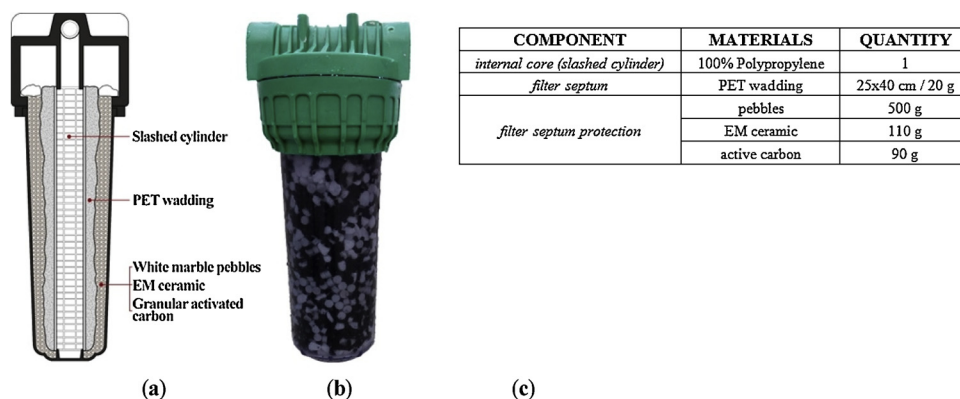 Slashed cylinder
PET wadding
White marble pebbles
EM ceramic
Granular activated
carbon
(a)
(b)
COMPONENT MATERIALS QUANTITY
internal core (slashed cylinder) 100% Polypropylene 1
filter septum PET wadding 25x40 cm / 20 g
filter septum protection pebbles 500 g
EM ceramic 110 g
active carbon 90 g
(c)